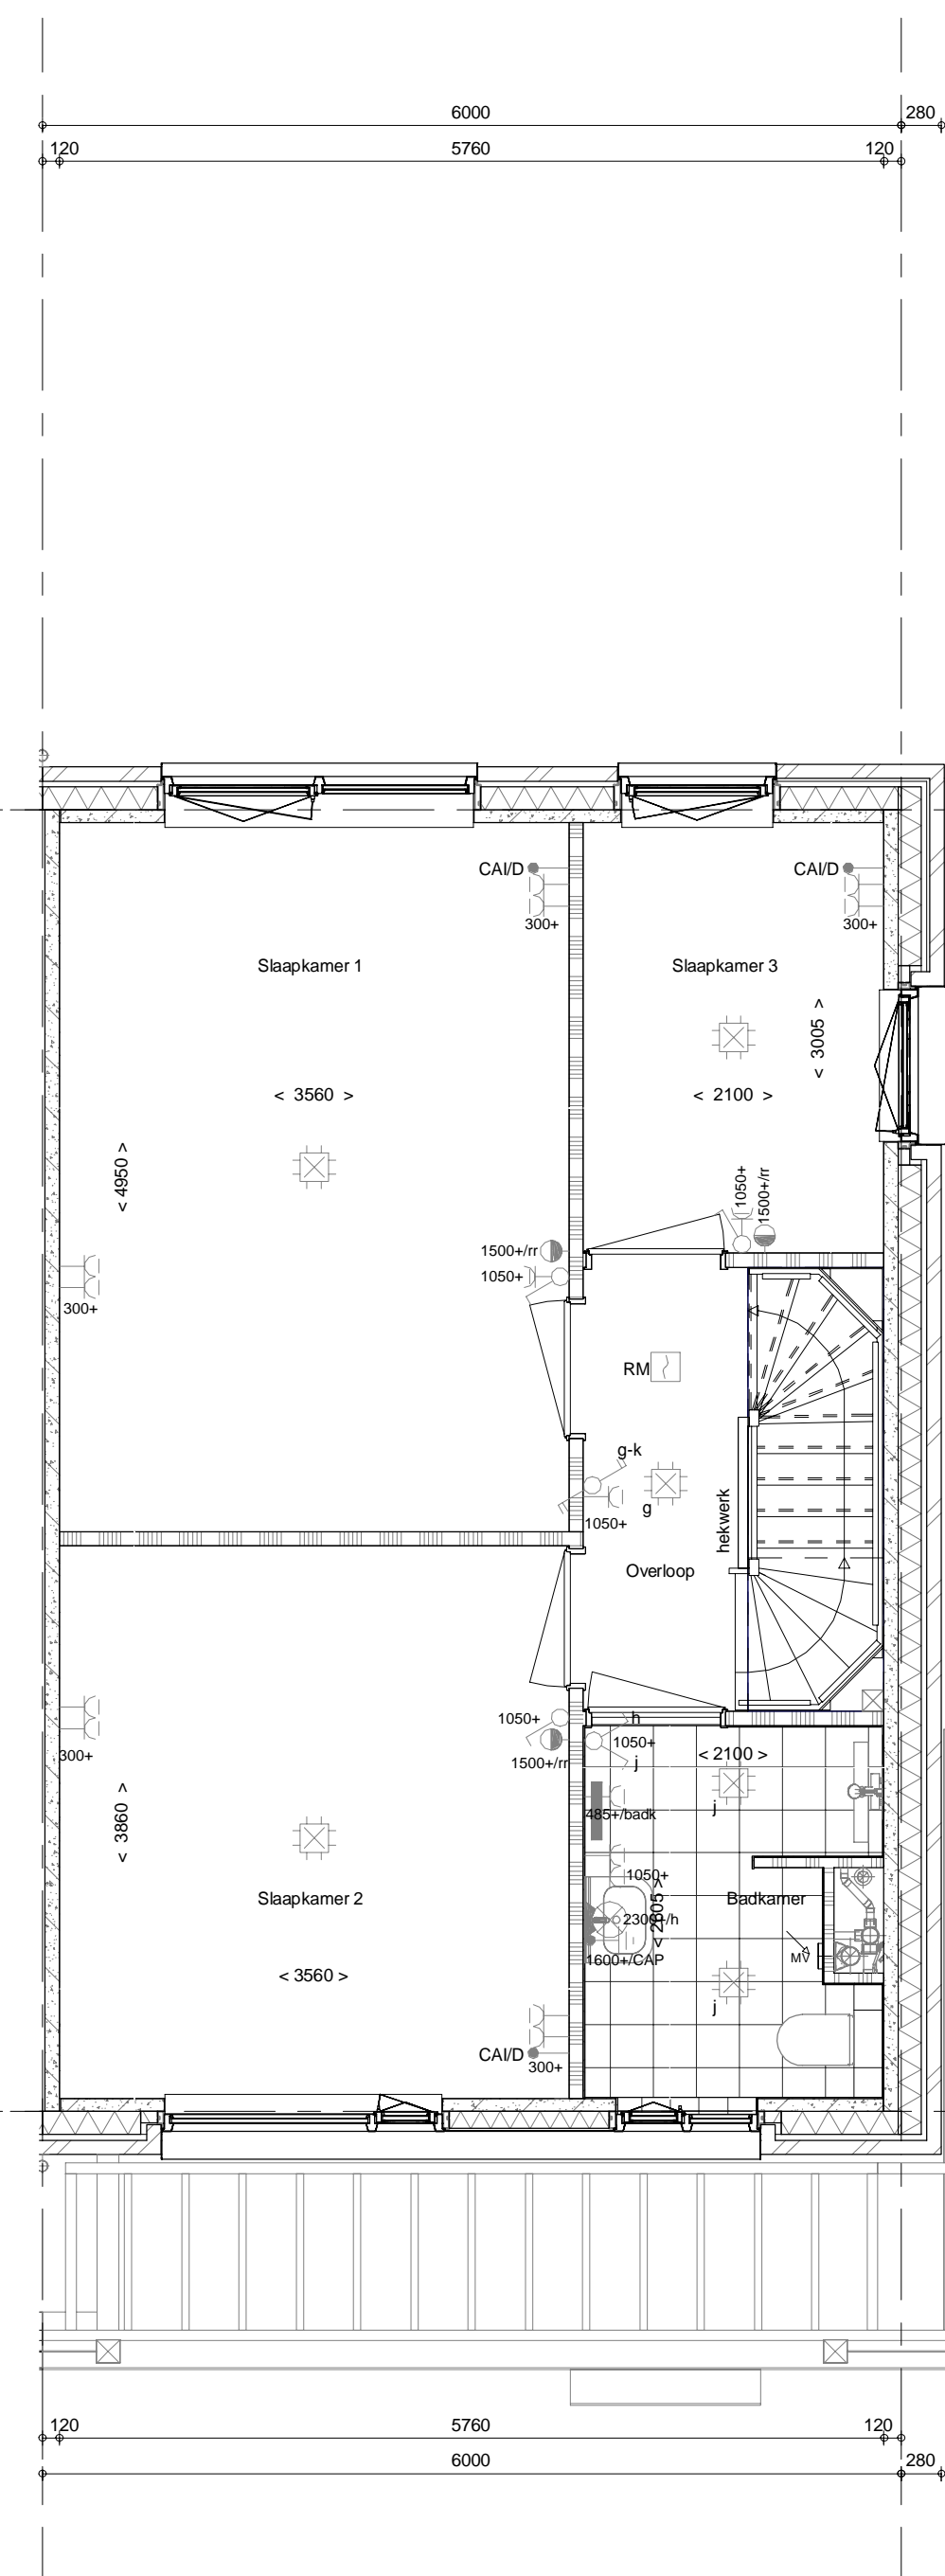 6000 280
120 5760 120
CAI/D CAI/D
300+ 300+
Slaapkamer 1 Slaapkamer 3
< 3005 >
< 3560 > < 2100 >
< 4950 >
1050+
1500+/rr
1500+/rr
1050+
300+
RM
g-k
g
1050+
hekwerk
Overloop
1050+ h
1050+
300+ 1500+/rr j
< 2100 >
j
485+/badk
< 3860 >
1050+
Slaapkamer 2 Badkamer
< 2605 >
2300+/h
1600+/CAP MV
< 3560 >
j
CAI/D
300+
120 5760 120
6000 280